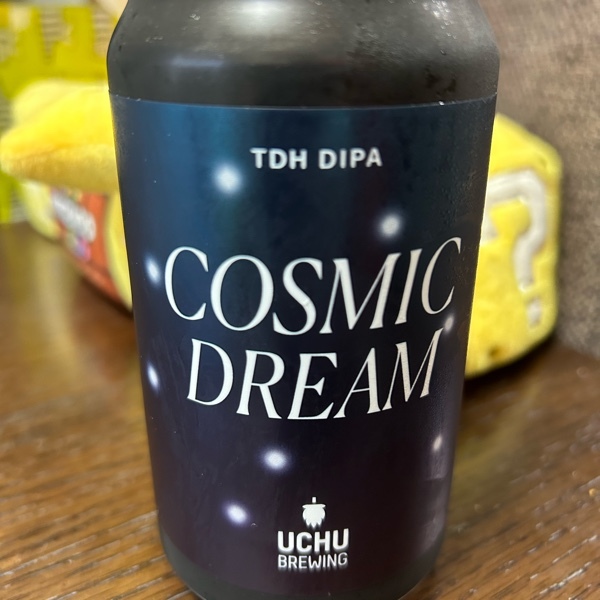 TDH DIPA
COSMIC
DREAM
UCHU
BREWING
?